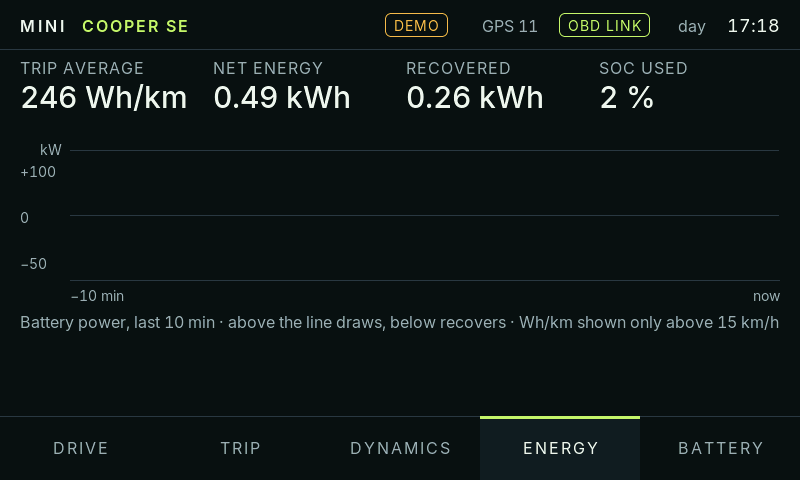 MINI COOPER SE DEMO GPS 11 OBD LINK day 17:18
TRIP AVERAGE NET ENERGY RECOVERED SOC USED
246 Wh/km 0.49 kWh 0.26 kWh 2 %
kW
+100
0
−50
−10 min now
Battery power, last 10 min · above the line draws, below recovers · Wh/km shown only above 15 km/h
DRIVE TRIP DYNAMICS ENERGY BATTERY